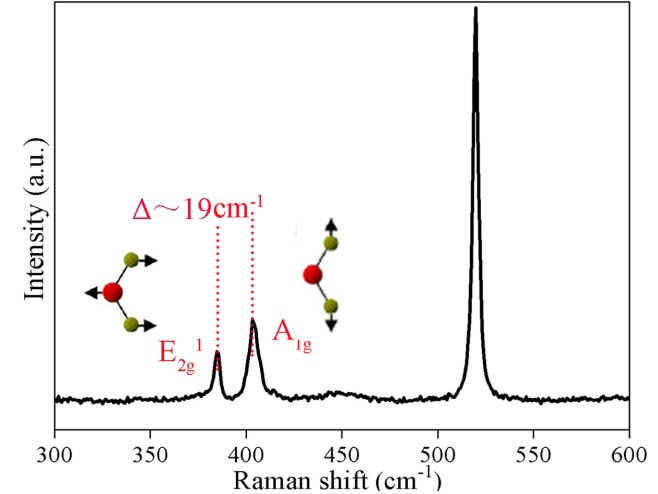 Intensity (a.u.)
Δ～19cm⁻¹
E₂g¹
A₁g
300 350 400 450 500 550 600
Raman shift (cm⁻¹)